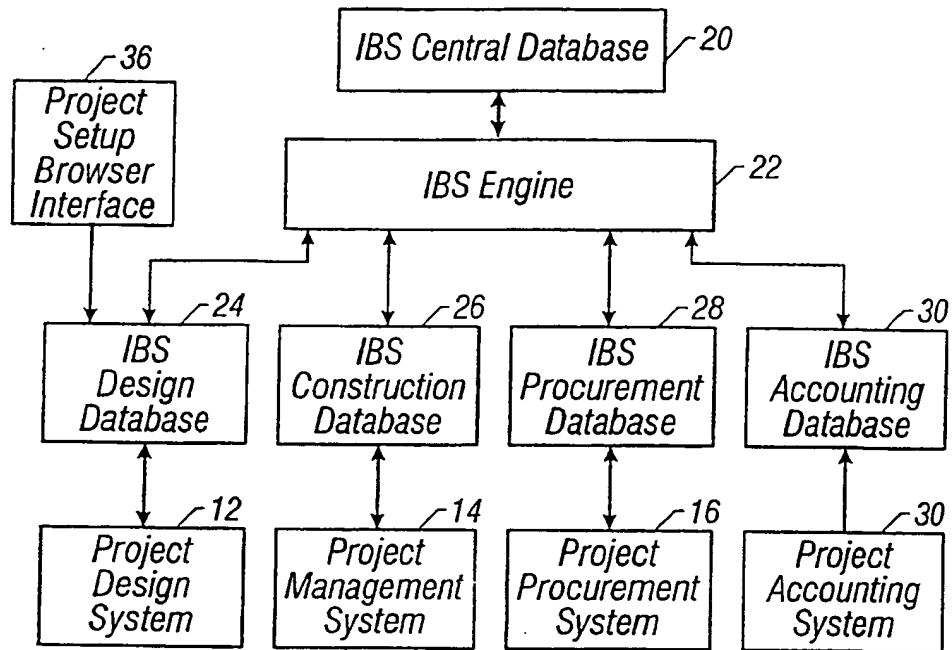 IBS Central Database
20
36
Project
Setup
Browser
Interface
IBS Engine
22
24
IBS
Design
Database
26
IBS
Construction
Database
28
IBS
Procurement
Database
30
IBS
Accounting
Database
12
Project
Design
System
14
Project
Management
System
16
Project
Procurement
System
30
Project
Accounting
System